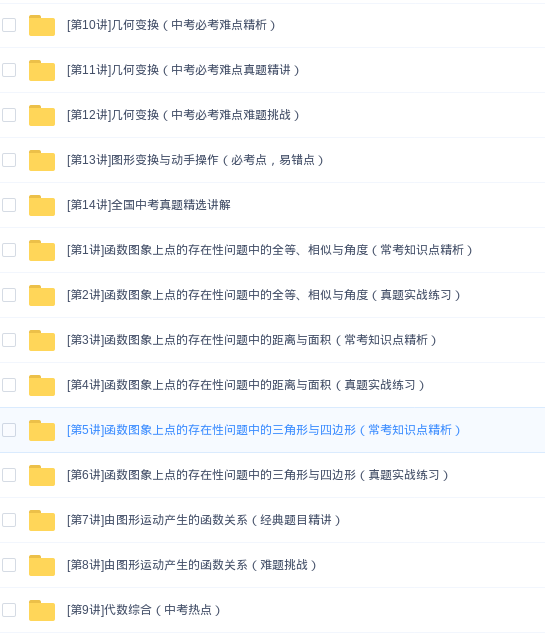 [第10讲]几何变换（中考必考难点精析）
[第11讲]几何变换（中考必考难点真题精讲）
[第12讲]几何变换（中考必考难点难题挑战）
[第13讲]图形变换与动手操作（必考点，易错点）
[第14讲]全国中考真题精选讲解
[第1讲]函数图象上点的存在性问题中的全等、相似与角度（常考知识点精析）
[第2讲]函数图象上点的存在性问题中的全等、相似与角度（真题实战练习）
[第3讲]函数图象上点的存在性问题中的距离与面积（常考知识点精析）
[第4讲]函数图象上点的存在性问题中的距离与面积（真题实战练习）
[第5讲]函数图象上点的存在性问题中的三角形与四边形（常考知识点精析）
[第6讲]函数图象上点的存在性问题中的三角形与四边形（真题实战练习）
[第7讲]由图形运动产生的函数关系（经典题目精讲）
[第8讲]由图形运动产生的函数关系（难题挑战）
[第9讲]代数综合（中考热点）